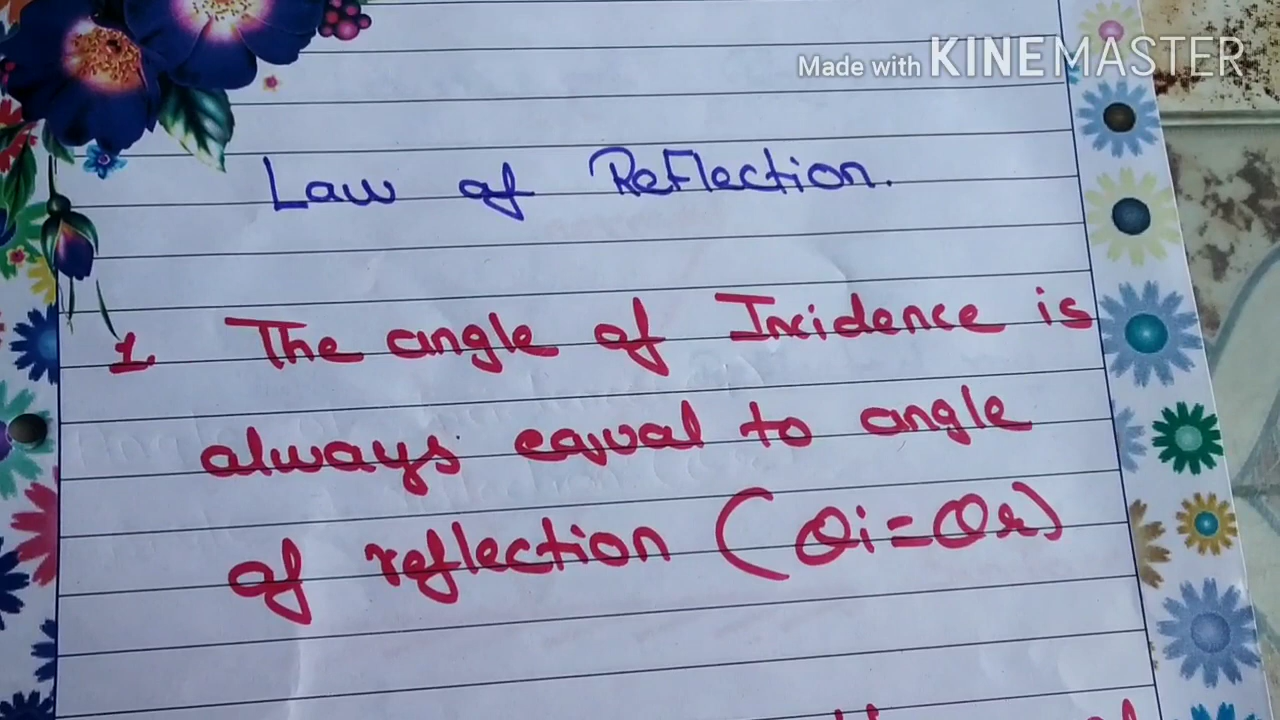 Made with KINEMASTER
Law of Reflection.
1. The angle of Incidence is
always equal to angle
of reflection (θi=θr)